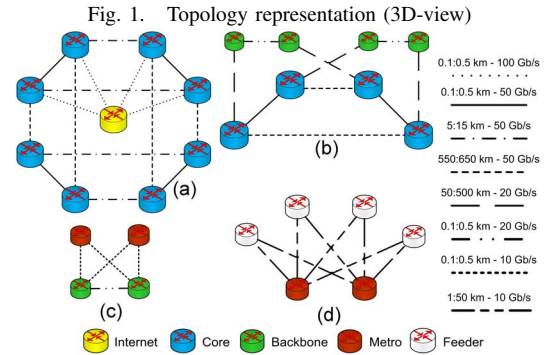 Fig. 1. Topology representation (3D-view)
0.1:0.5 km - 100 Gb/s
0.1:0.5 km - 50 Gb/s
5:15 km - 50 Gb/s
550:650 km - 50 Gb/s
50:500 km - 20 Gb/s
0.1:0.5 km - 20 Gb/s
0.1:0.5 km - 10 Gb/s
1:50 km - 10 Gb/s
(a)
(b)
(c)
(d)
Internet Core Backbone Metro Feeder